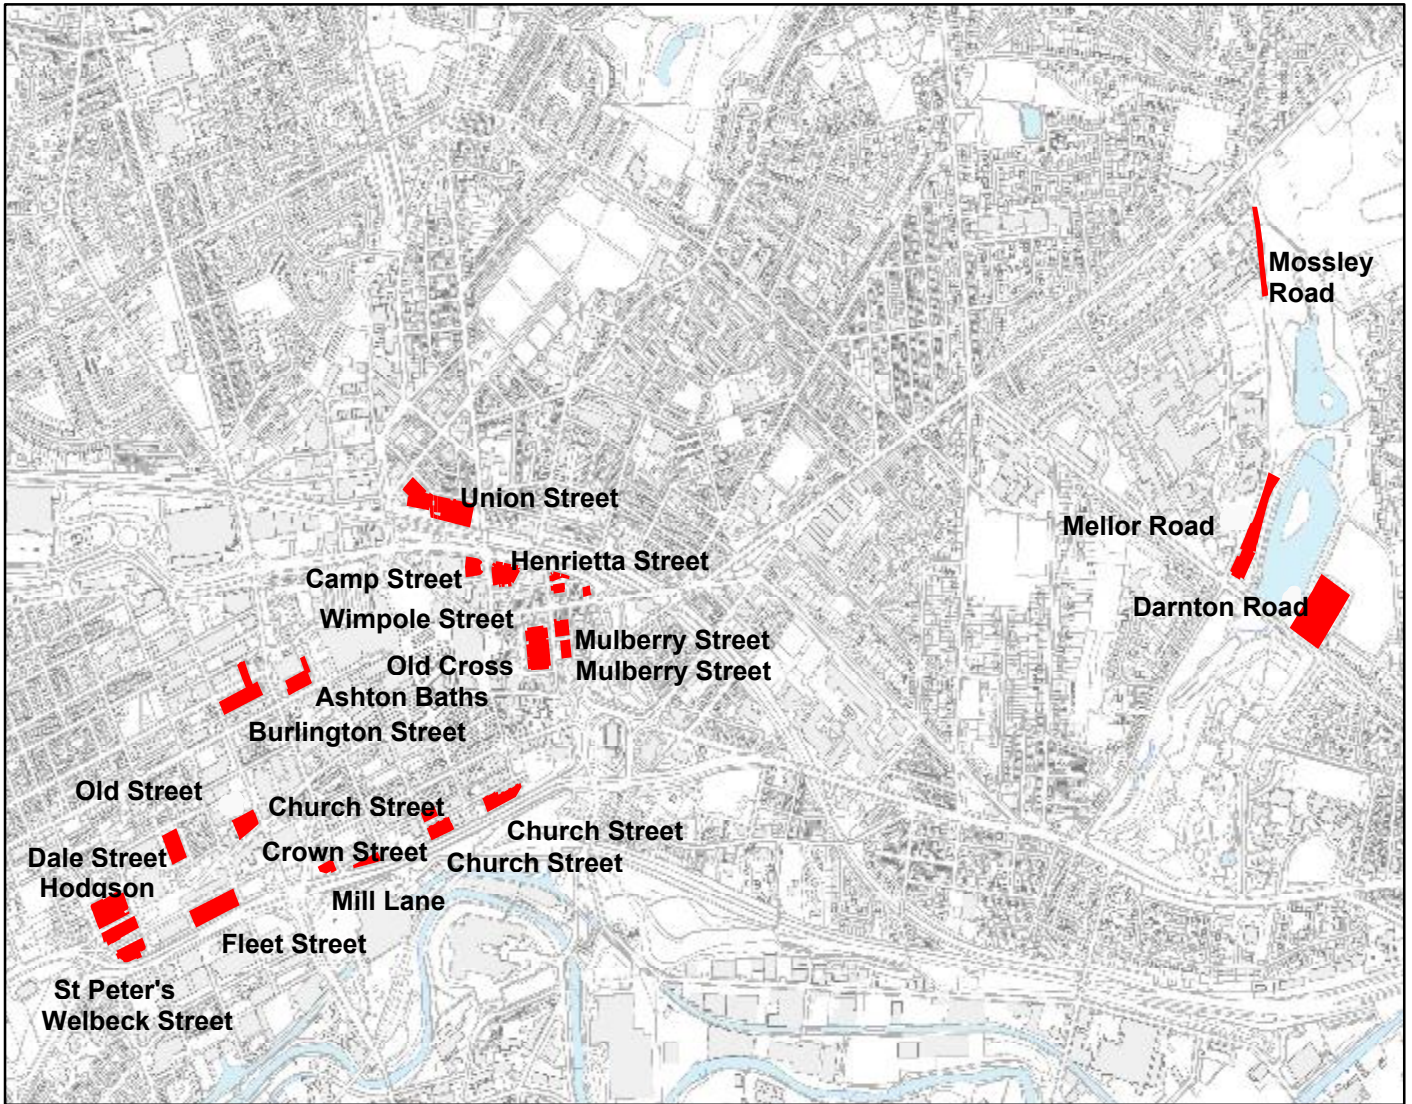 Mossley
Road
Union Street
Mellor Road
Henrietta Street
Camp Street
Darnton Road
Wimpole Street
Mulberry Street
Old Cross
Mulberry Street
Ashton Baths
Burlington Street
Old Street
Church Street
Church Street
Dale Street
Crown Street
Church Street
Hodgson
Mill Lane
Fleet Street
St Peter's
Welbeck Street